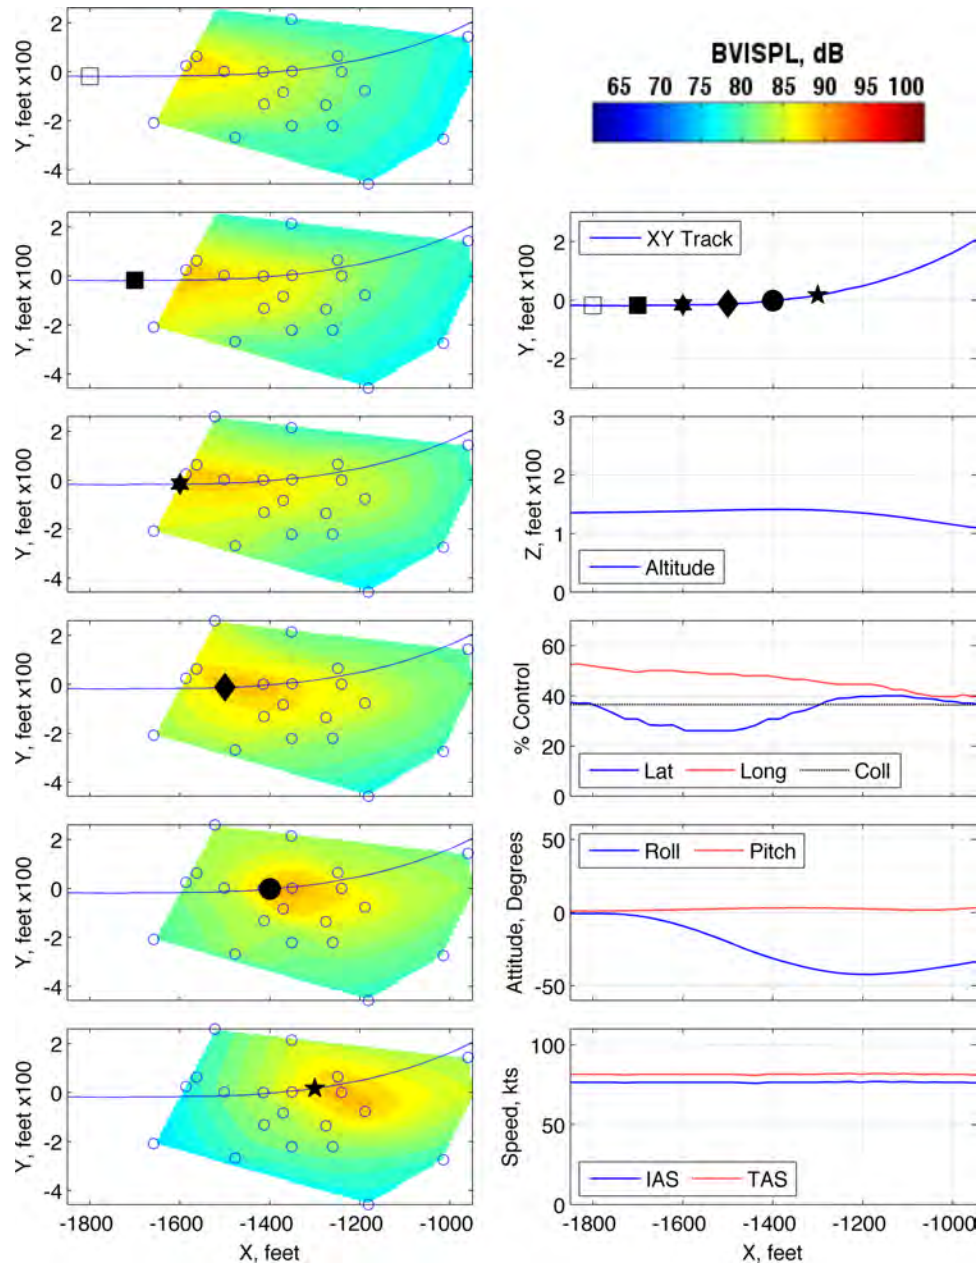 BVISPL, dB
65 70 75 80 85 90 95 100
Y, feet x100
2
0
-2
-4
Y, feet x100
2
0
-2
-4
XY Track
Y, feet x100
2
0
-2
Y, feet x100
2
0
-2
-4
Z, feet x100
3
2
1
0
Altitude
Y, feet x100
2
0
-2
-4
% Control
60
40
20
0
Lat Long Coll
Y, feet x100
2
0
-2
-4
Attitude, Degrees
50
0
-50
Roll Pitch
Y, feet x100
2
0
-2
-4
-1800 -1600 -1400 -1200 -1000
X, feet
Speed, kts
100
50
0
IAS TAS
-1800 -1600 -1400 -1200 -1000
X, feet